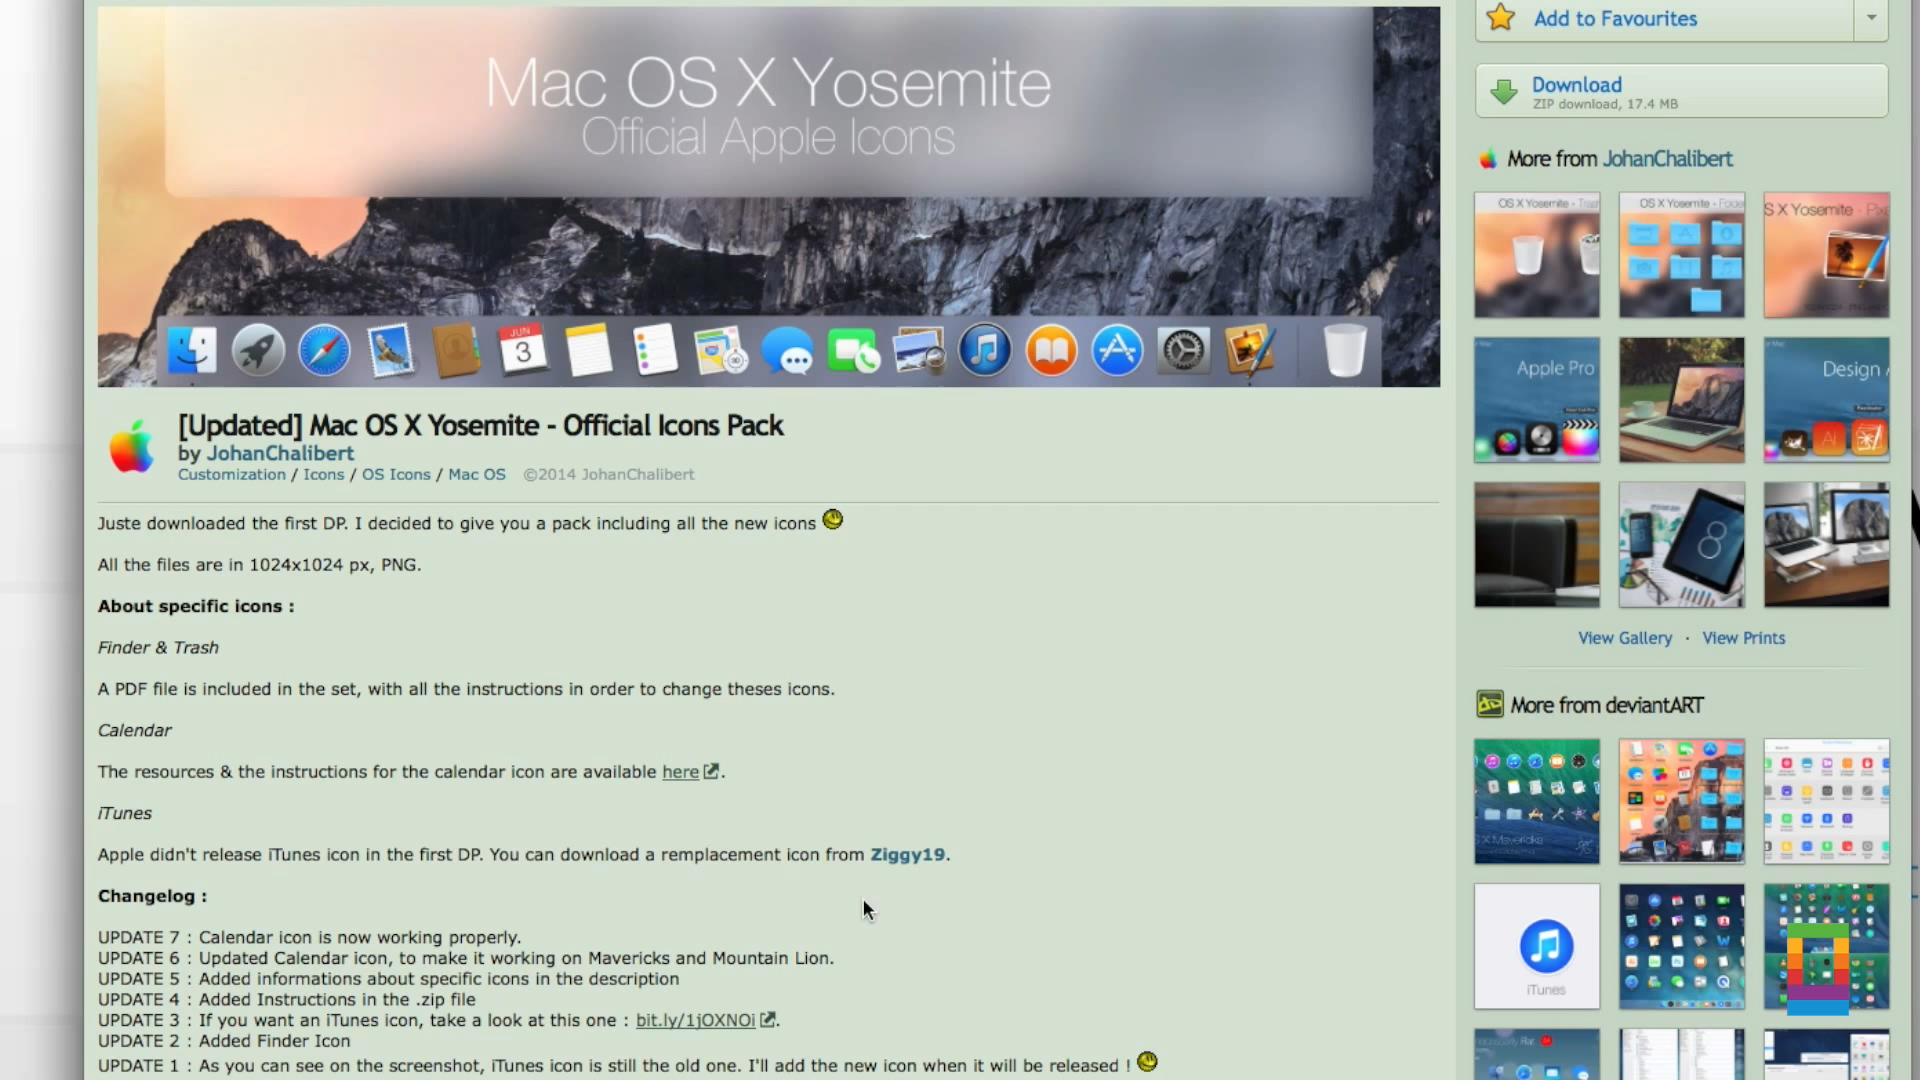 Mac OS X Yosemite
Official Apple Icons
JUN
3
[Updated] Mac OS X Yosemite - Official Icons Pack
by JohanChalibert
Customization / Icons / OS Icons / Mac OS ©2014 JohanChalibert
Juste downloaded the first DP. I decided to give you a pack including all the new icons
All the files are in 1024x1024 px, PNG.
About specific icons :
Finder & Trash
A PDF file is included in the set, with all the instructions in order to change theses icons.
Calendar
The resources & the instructions for the calendar icon are available here.
iTunes
Apple didn't release iTunes icon in the first DP. You can download a remplacement icon from Ziggy19.
Changelog :
UPDATE 7 : Calendar icon is now working properly.
UPDATE 6 : Updated Calendar icon, to make it working on Mavericks and Mountain Lion.
UPDATE 5 : Added informations about specific icons in the description
UPDATE 4 : Added Instructions in the .zip file
UPDATE 3 : If you want an iTunes icon, take a look at this one : bit.ly/1jOXNOi.
UPDATE 2 : Added Finder Icon
UPDATE 1 : As you can see on the screenshot, iTunes icon is still the old one. I'll add the new icon when it will be released !
Add to Favourites
Download
ZIP download, 17.4 MB
More from JohanChalibert
OS X Yosemite - 
OS X Yosemite - 
S X Yosemite - 
Apple Pro
Design
8
View Gallery · View Prints
More from deviantART
S X Mavericks
iTunes